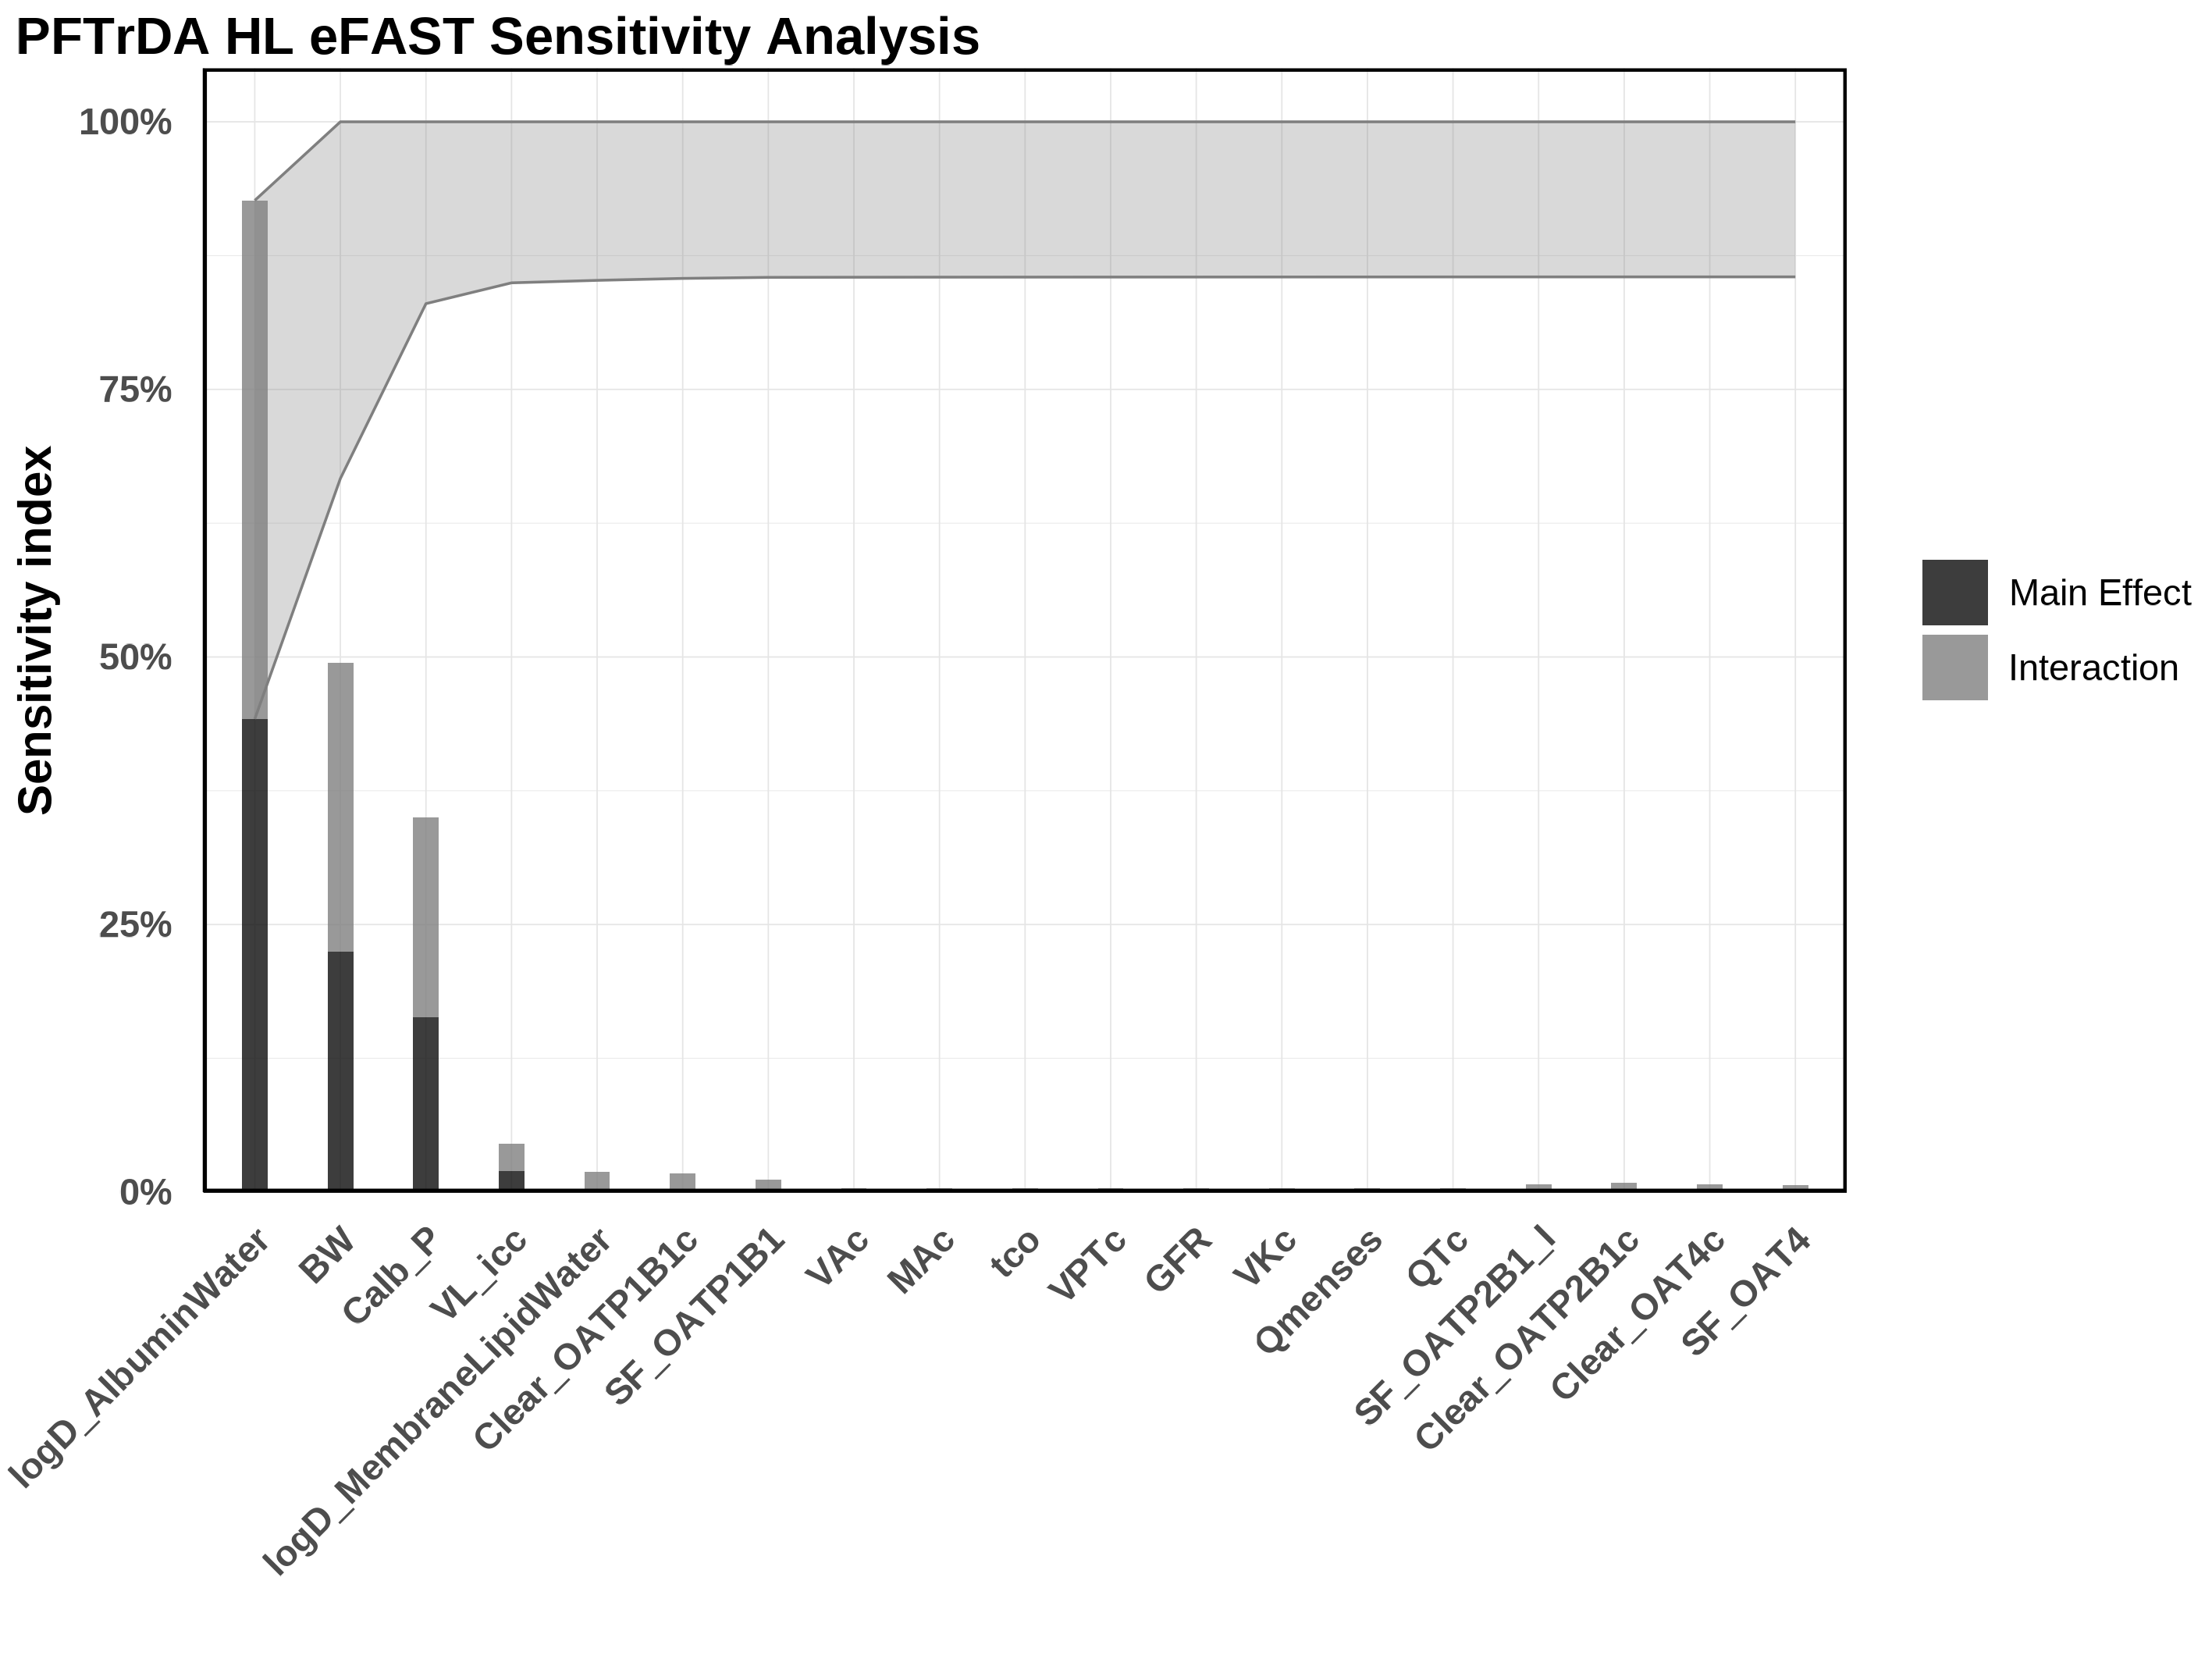 PFTrDA HL eFAST Sensitivity Analysis
Sensitivity index
100%
75%
50%
25%
0%
Main Effect
Interaction
logD_AlbuminWater
BW
Calb_P
VL_icc
logD_MembraneLipidWater
Clear_OATP1B1c
SF_OATP1B1
VAc
MAc
tco
VPTc
GFR
VKc
Qmenses
QTc
SF_OATP2B1_l
Clear_OATP2B1c
Clear_OAT4c
SF_OAT4